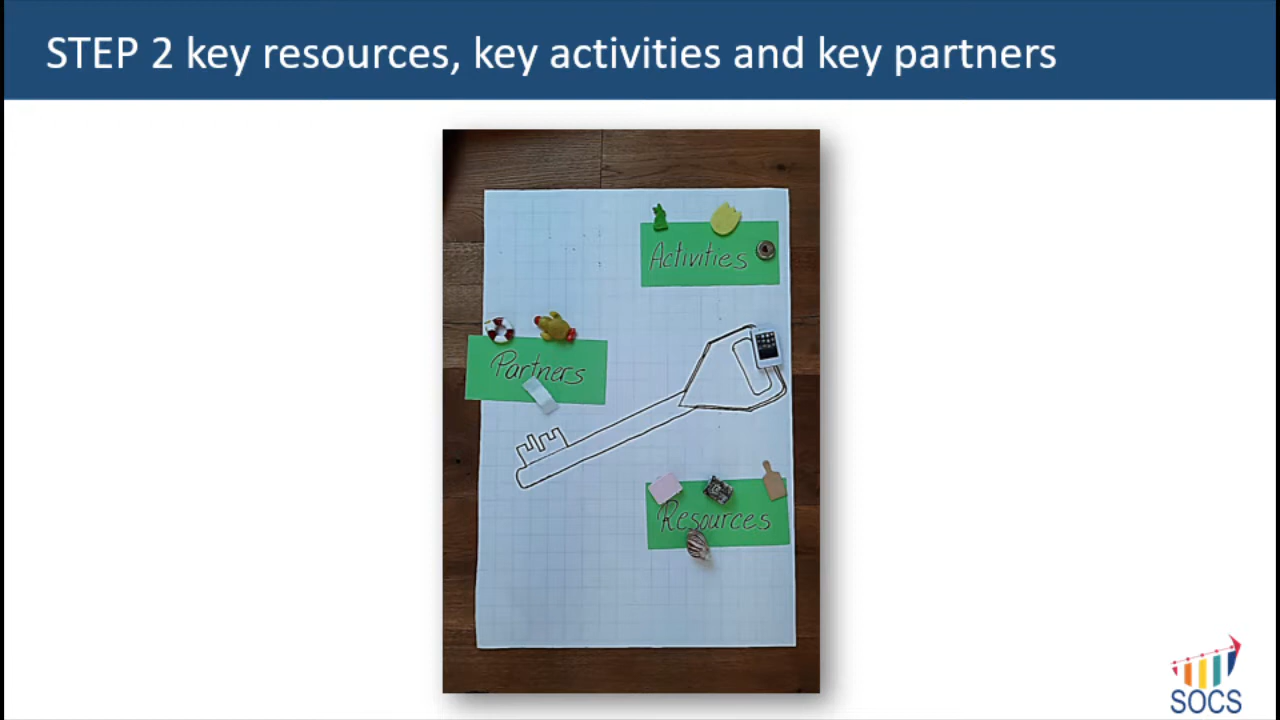 STEP 2 key resources, key activities and key partners
Activities
Partners
Resources
SOCS